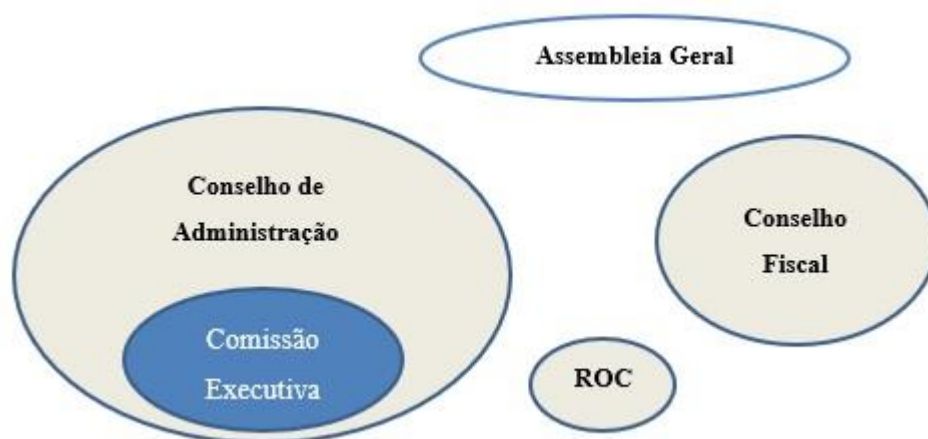 Assembleia Geral
Conselho de
Administração
Conselho
Fiscal
Comissão
Executiva
ROC